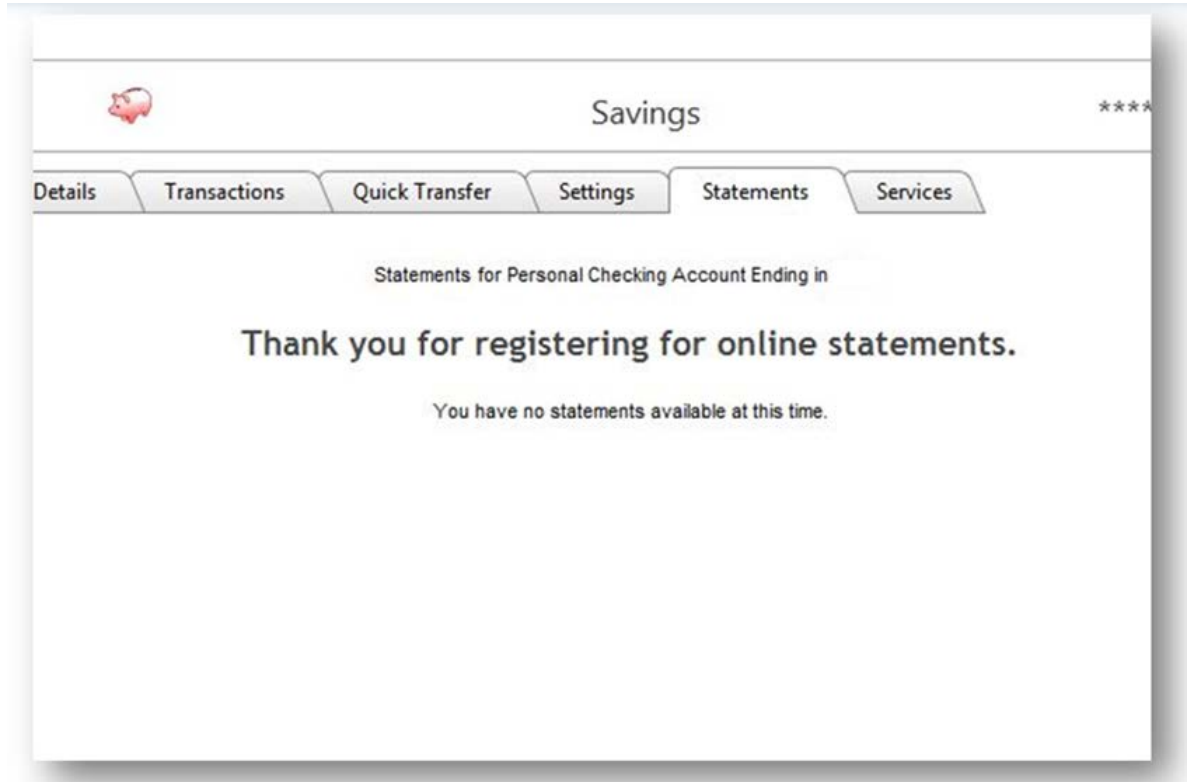 Savings ****
Details Transactions Quick Transfer Settings Statements Services
Statements for Personal Checking Account Ending in
Thank you for registering for online statements.
You have no statements available at this time.